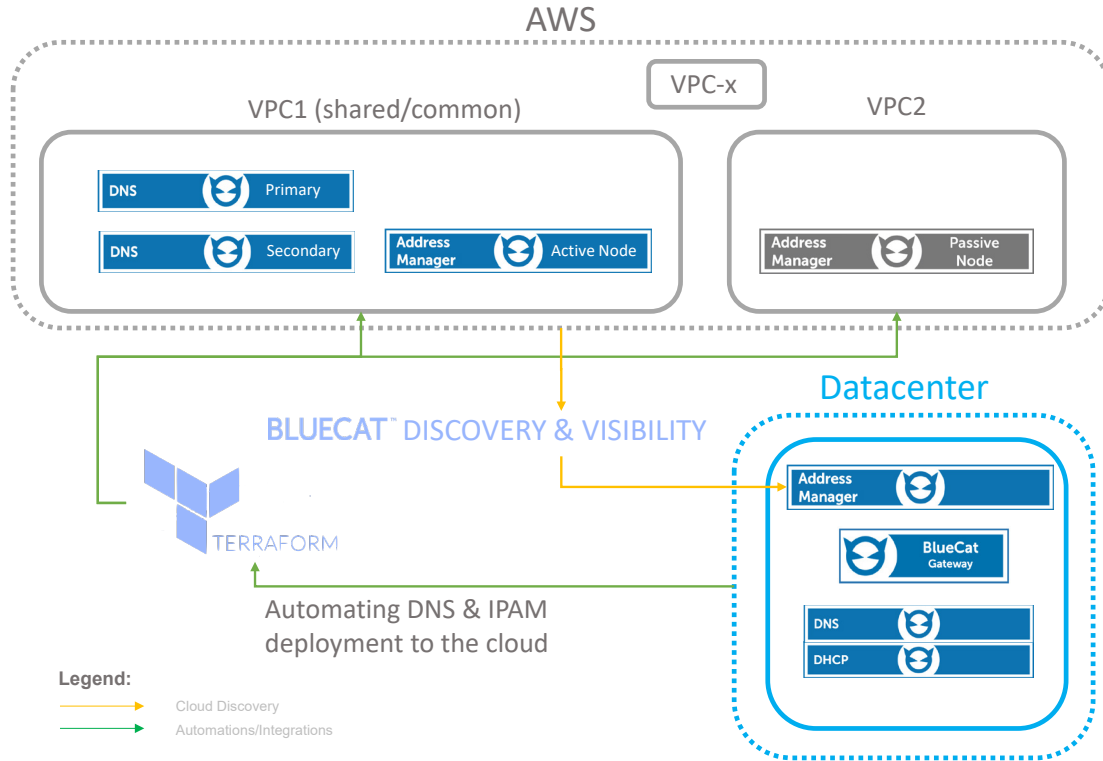 AWS
VPC-x
VPC1 (shared/common)
VPC2
DNS Primary
DNS Secondary
Address
Manager
Active Node
Address
Manager
Passive
Node
Datacenter
BLUECAT™ DISCOVERY & VISIBILITY
Address
Manager
TERRAFORM
BlueCat
Gateway
Automating DNS & IPAM
deployment to the cloud
DNS
DHCP
Legend:
Cloud Discovery
Automations/Integrations